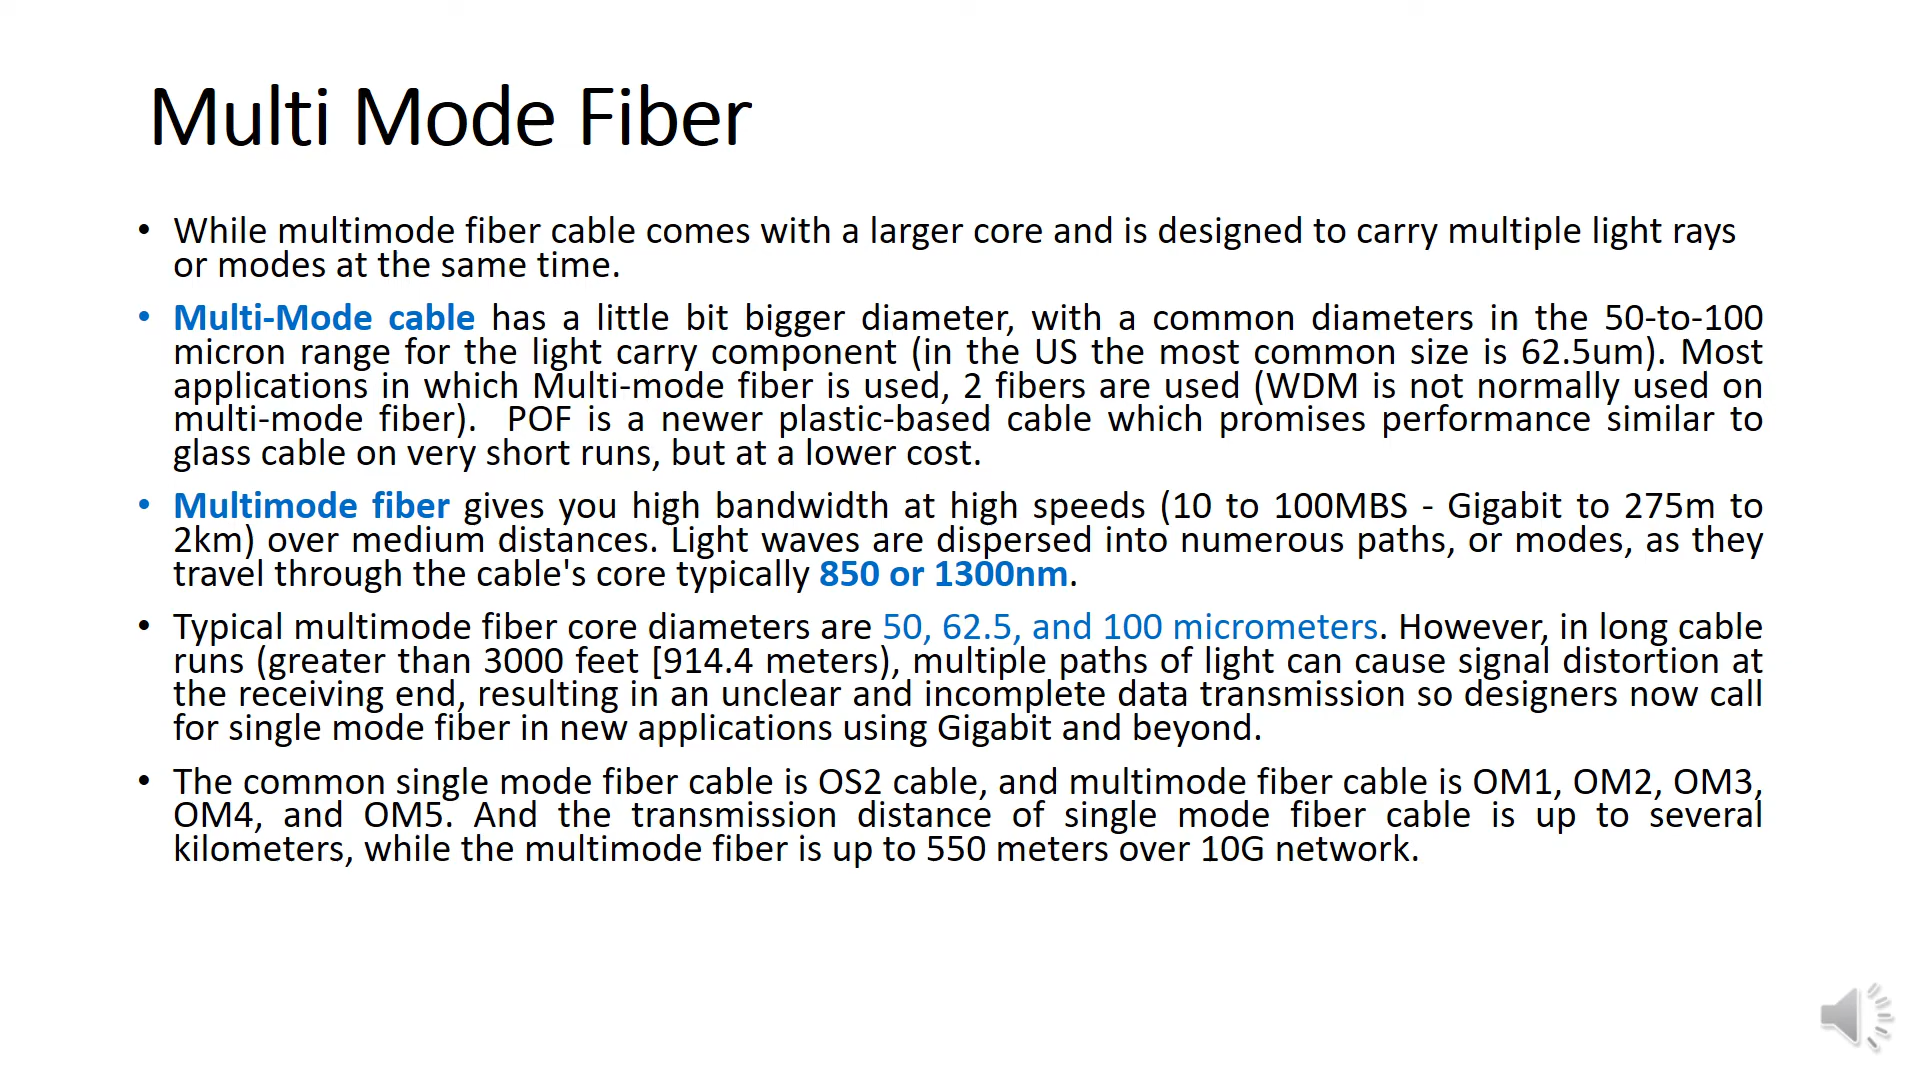 Multi Mode Fiber
• While multimode fiber cable comes with a larger core and is designed to carry multiple light rays
or modes at the same time.
• Multi-Mode cable has a little bit bigger diameter, with a common diameters in the 50-to-100
micron range for the light carry component (in the US the most common size is 62.5um). Most
applications in which Multi-mode fiber is used, 2 fibers are used (WDM is not normally used on
multi-mode fiber).  POF is a newer plastic-based cable which promises performance similar to
glass cable on very short runs, but at a lower cost.
• Multimode fiber gives you high bandwidth at high speeds (10 to 100MBS - Gigabit to 275m to
2km) over medium distances. Light waves are dispersed into numerous paths, or modes, as they
travel through the cable's core typically 850 or 1300nm.
• Typical multimode fiber core diameters are 50, 62.5, and 100 micrometers. However, in long cable
runs (greater than 3000 feet [914.4 meters), multiple paths of light can cause signal distortion at
the receiving end, resulting in an unclear and incomplete data transmission so designers now call
for single mode fiber in new applications using Gigabit and beyond.
• The common single mode fiber cable is OS2 cable, and multimode fiber cable is OM1, OM2, OM3,
OM4, and OM5. And the transmission distance of single mode fiber cable is up to several
kilometers, while the multimode fiber is up to 550 meters over 10G network.